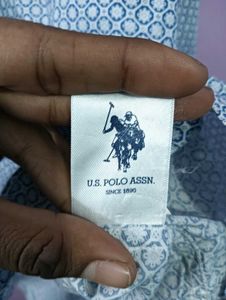 U.S. POLO ASSN.
SINCE 1890